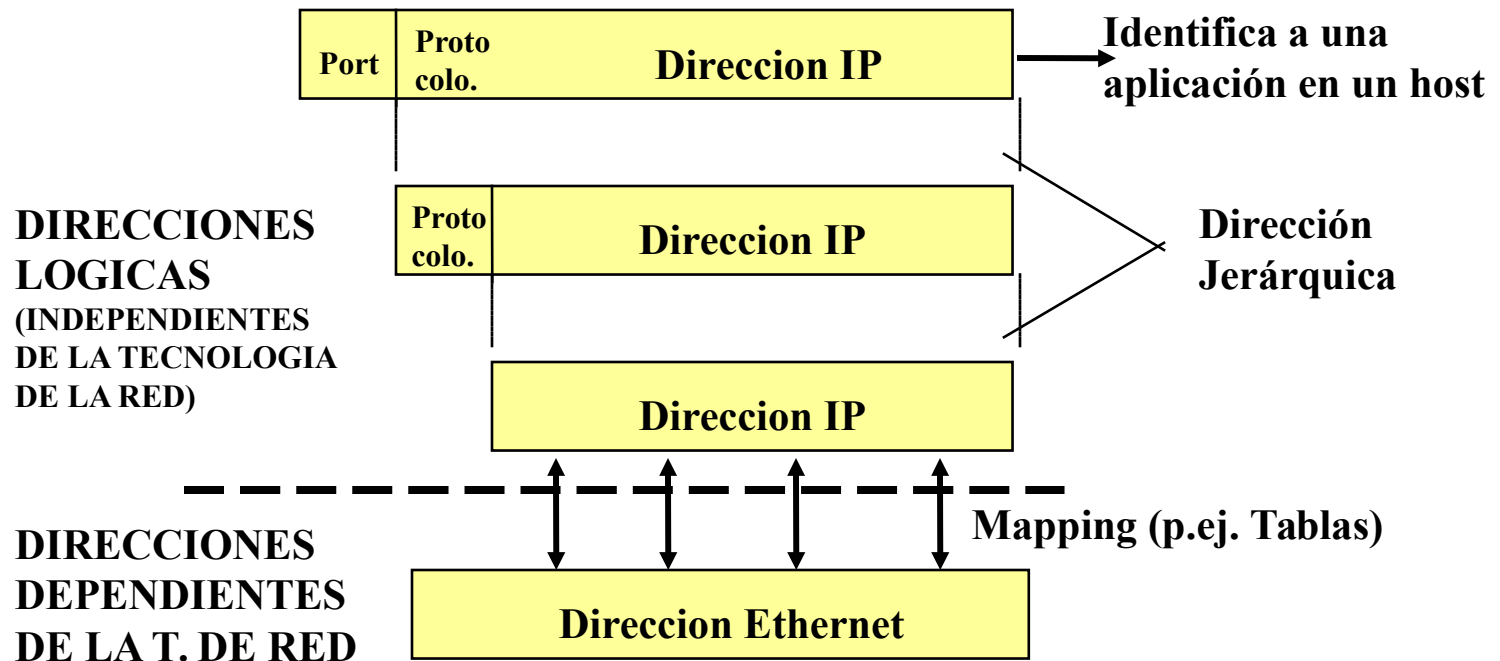 Port
Proto
colo.
Direccion IP
Identifica a una
aplicación en un host
DIRECCIONES
LOGICAS
(INDEPENDIENTES
DE LA TECNOLOGIA
DE LA RED)
Proto
colo.
Direccion IP
Dirección
Jerárquica
Direccion IP
Mapping (p.ej. Tablas)
DIRECCIONES
DEPENDIENTES
DE LA T. DE RED
Direccion Ethernet